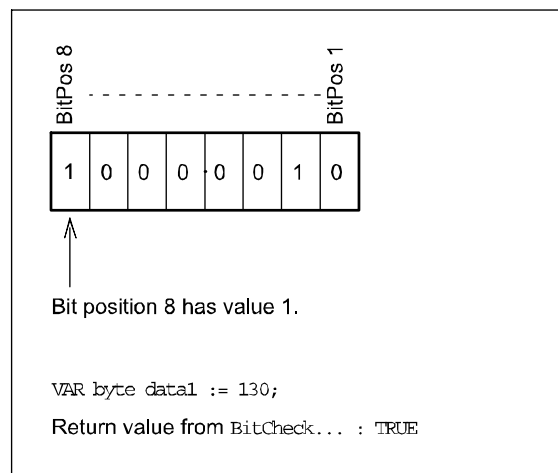 BitPos 8
BitPos 1
1 0 0 0 0 0 1 0
Bit position 8 has value 1.
VAR byte data1 := 130;
Return value from BitCheck... : TRUE